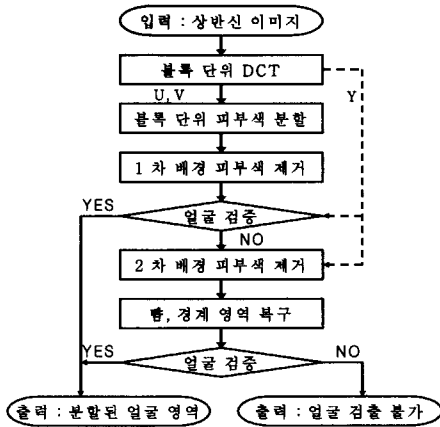 입력 : 상반신 이미지
블록 단위 DCT
U, V
Y
블록 단위 피부색 분할
1 차 배경 피부색 제거
YES
얼굴 검증
NO
2 차 배경 피부색 제거
뺨, 경계 영역 복구
YES
얼굴 검증
NO
출력 : 분할된 얼굴 영역
출력 : 얼굴 검출 불가